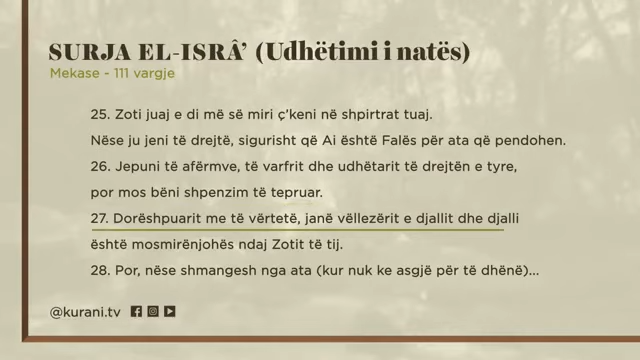 SURJA EL-ISRÂ’ (Udhëtimi i natës)
Mekase - 111 vargje
25. Zoti juaj e di më së miri ç’keni në shpirtrat tuaj.
Nëse ju jeni të drejtë, sigurisht që Ai është Falës për ata që pendohen.
26. Jepuni të afërmve, të varfrit dhe udhëtarit të drejtën e tyre,
por mos bëni shpenzim të tepruar.
27. Dorëshpuarit me të vërtetë, janë vëllezërit e djallit dhe djalli
është mosmirënjohës ndaj Zotit të tij.
28. Por, nëse shmangesh nga ata (kur nuk ke asgjë për të dhënë)...
@kurani.tv